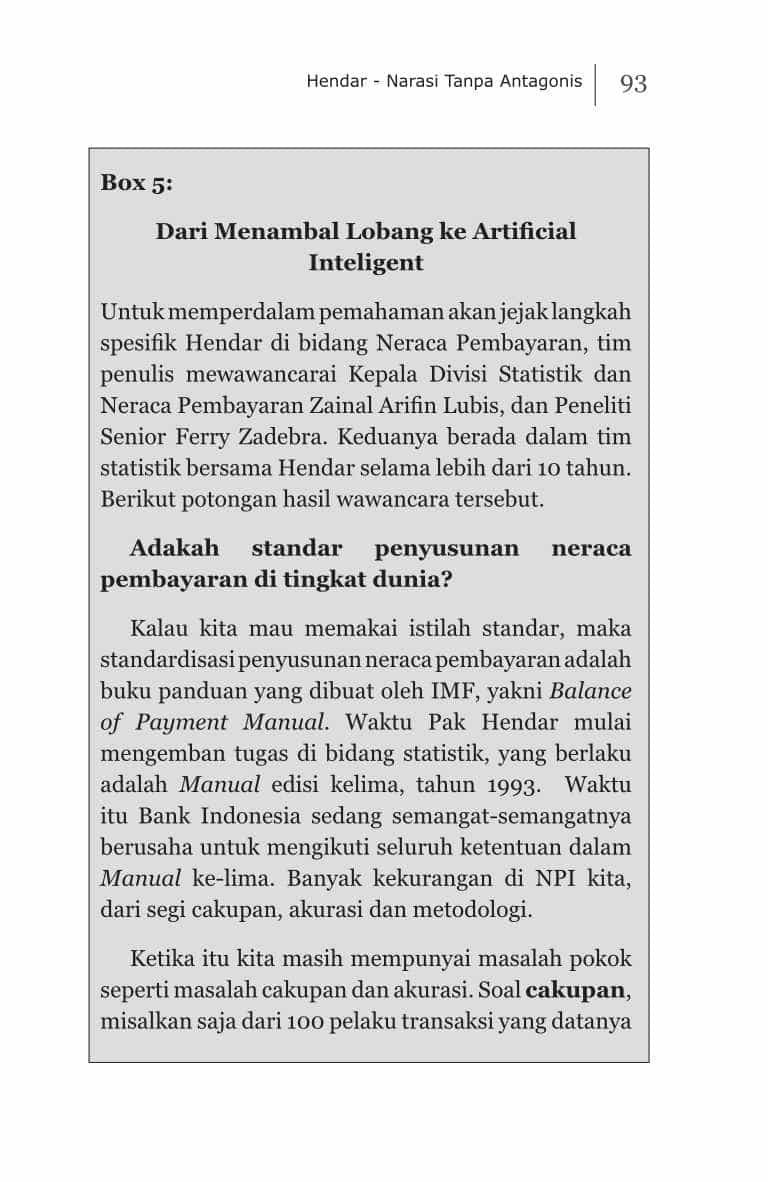 Hendar - Narasi Tanpa Antagonis 93
Box 5:
Dari Menambal Lobang ke Artificial
Inteligent
Untuk memperdalam pemahaman akan jejak langkah
spesifik Hendar di bidang Neraca Pembayaran, tim
penulis mewawancarai Kepala Divisi Statistik dan
Neraca Pembayaran Zainal Arifin Lubis, dan Peneliti
Senior Ferry Zadebra. Keduanya berada dalam tim
statistik bersama Hendar selama lebih dari 10 tahun.
Berikut potongan hasil wawancara tersebut.
Adakah standar penyusunan neraca
pembayaran di tingkat dunia?
Kalau kita mau memakai istilah standar, maka
standardisasi penyusunan neraca pembayaran adalah
buku panduan yang dibuat oleh IMF, yakni Balance
of Payment Manual. Waktu Pak Hendar mulai
mengemban tugas di bidang statistik, yang berlaku
adalah Manual edisi kelima, tahun 1993. Waktu
itu Bank Indonesia sedang semangat-semangatnya
berusaha untuk mengikuti seluruh ketentuan dalam
Manual ke-lima. Banyak kekurangan di NPI kita,
dari segi cakupan, akurasi dan metodologi.
Ketika itu kita masih mempunyai masalah pokok
seperti masalah cakupan dan akurasi. Soal cakupan,
misalkan saja dari 100 pelaku transaksi yang datanya